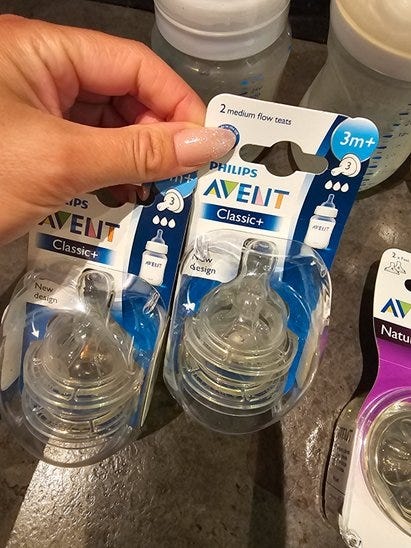 2 medium flow teats
3m+
3
PHILIPS
AVENT
Classic+
AVENT
New
design
m+
3
AVENT
Classic+
AVENT
New
design
2
AV
Natu